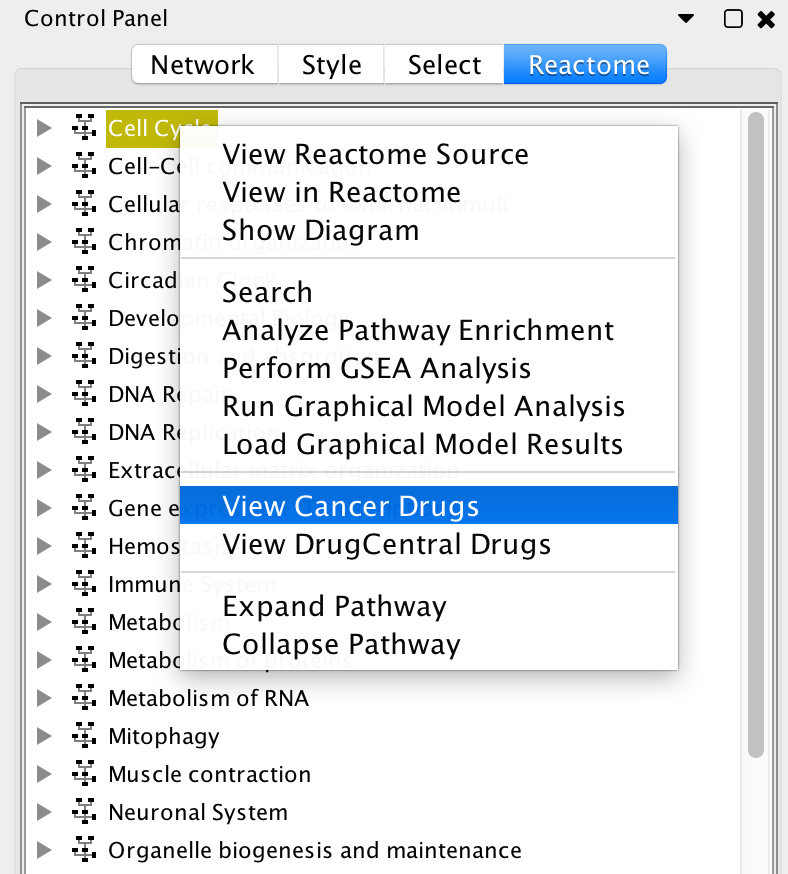 Control Panel
Network Style Select Reactome
Cell Cycle
View Reactome Source
Cell-Cell communication
View in Reactome
Cellular responses to external stimuli
Show Diagram
Chromatin organization
Circadian Clock
Search
Developmental Biology
Analyze Pathway Enrichment
Digestion and absorption
Perform GSEA Analysis
DNA Repair
Run Graphical Model Analysis
DNA Replication
Load Graphical Model Results
Extracellular matrix organization
View Cancer Drugs
Gene ex
View DrugCentral Drugs
Hemostasis
Immune System
Expand Pathway
Metabolism
Collapse Pathway
Metabolism of proteins
Metabolism of RNA
Mitophagy
Muscle contraction
Neuronal System
Organelle biogenesis and maintenance